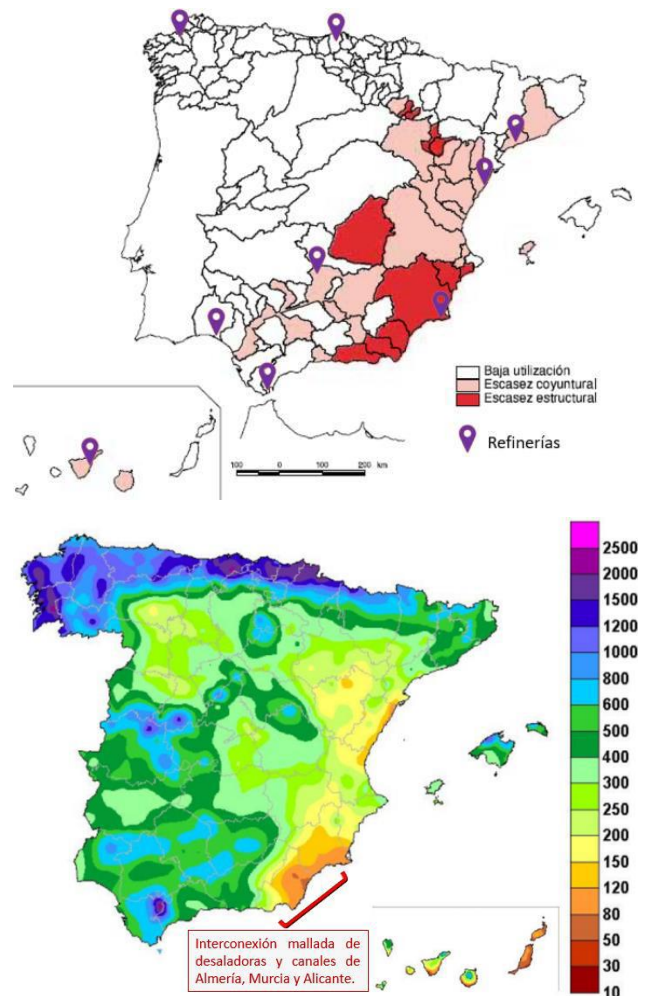 Baja utilización
Escasez coyuntural
Escasez estructural
Refinerías
100 0 100 200 km
2500
2000
1500
1200
1000
800
600
500
400
300
250
200
150
120
80
50
30
10
Interconexión mallada de
desaladoras y canales de
Almería, Murcia y Alicante.